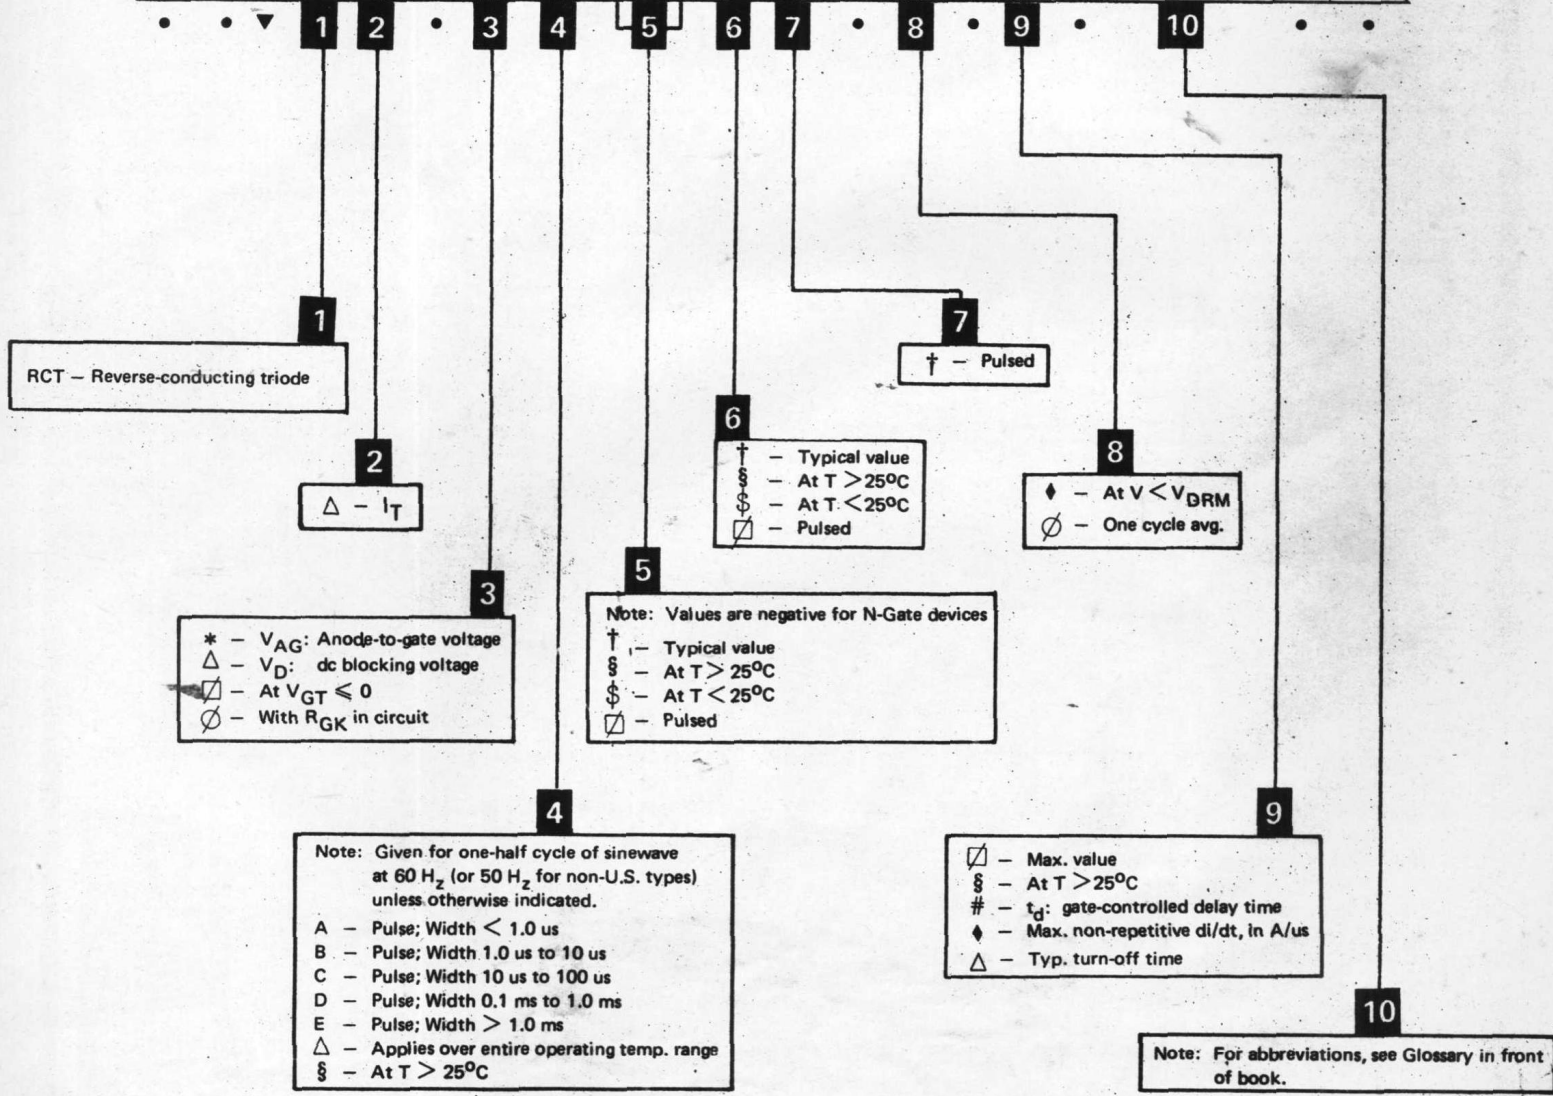 1 2 3 4 5 6 7 8 9 10
1
RCT – Reverse-conducting triode
2
△ – I_T
3
* – V_AG: Anode-to-gate voltage
△ – V_D: dc blocking voltage
⍁ – At V_GT ⩽ 0
∅ – With R_GK in circuit
4
Note: Given for one-half cycle of sinewave
at 60 H_z (or 50 H_z for non-U.S. types)
unless otherwise indicated.
A – Pulse; Width < 1.0 us
B – Pulse; Width 1.0 us to 10 us
C – Pulse; Width 10 us to 100 us
D – Pulse; Width 0.1 ms to 1.0 ms
E – Pulse; Width > 1.0 ms
△ – Applies over entire operating temp. range
§ – At T > 25°C
5
Note: Values are negative for N-Gate devices
† – Typical value
§ – At T > 25°C
$ – At T < 25°C
⍁ – Pulsed
6
† – Typical value
§ – At T > 25°C
$ – At T < 25°C
⍁ – Pulsed
7
† – Pulsed
8
♦ – At V < V_DRM
∅ – One cycle avg.
9
⍁ – Max. value
§ – At T > 25°C
# – t_d: gate-controlled delay time
♦ – Max. non-repetitive di/dt, in A/us
△ – Typ. turn-off time
10
Note: For abbreviations, see Glossary in front
of book.